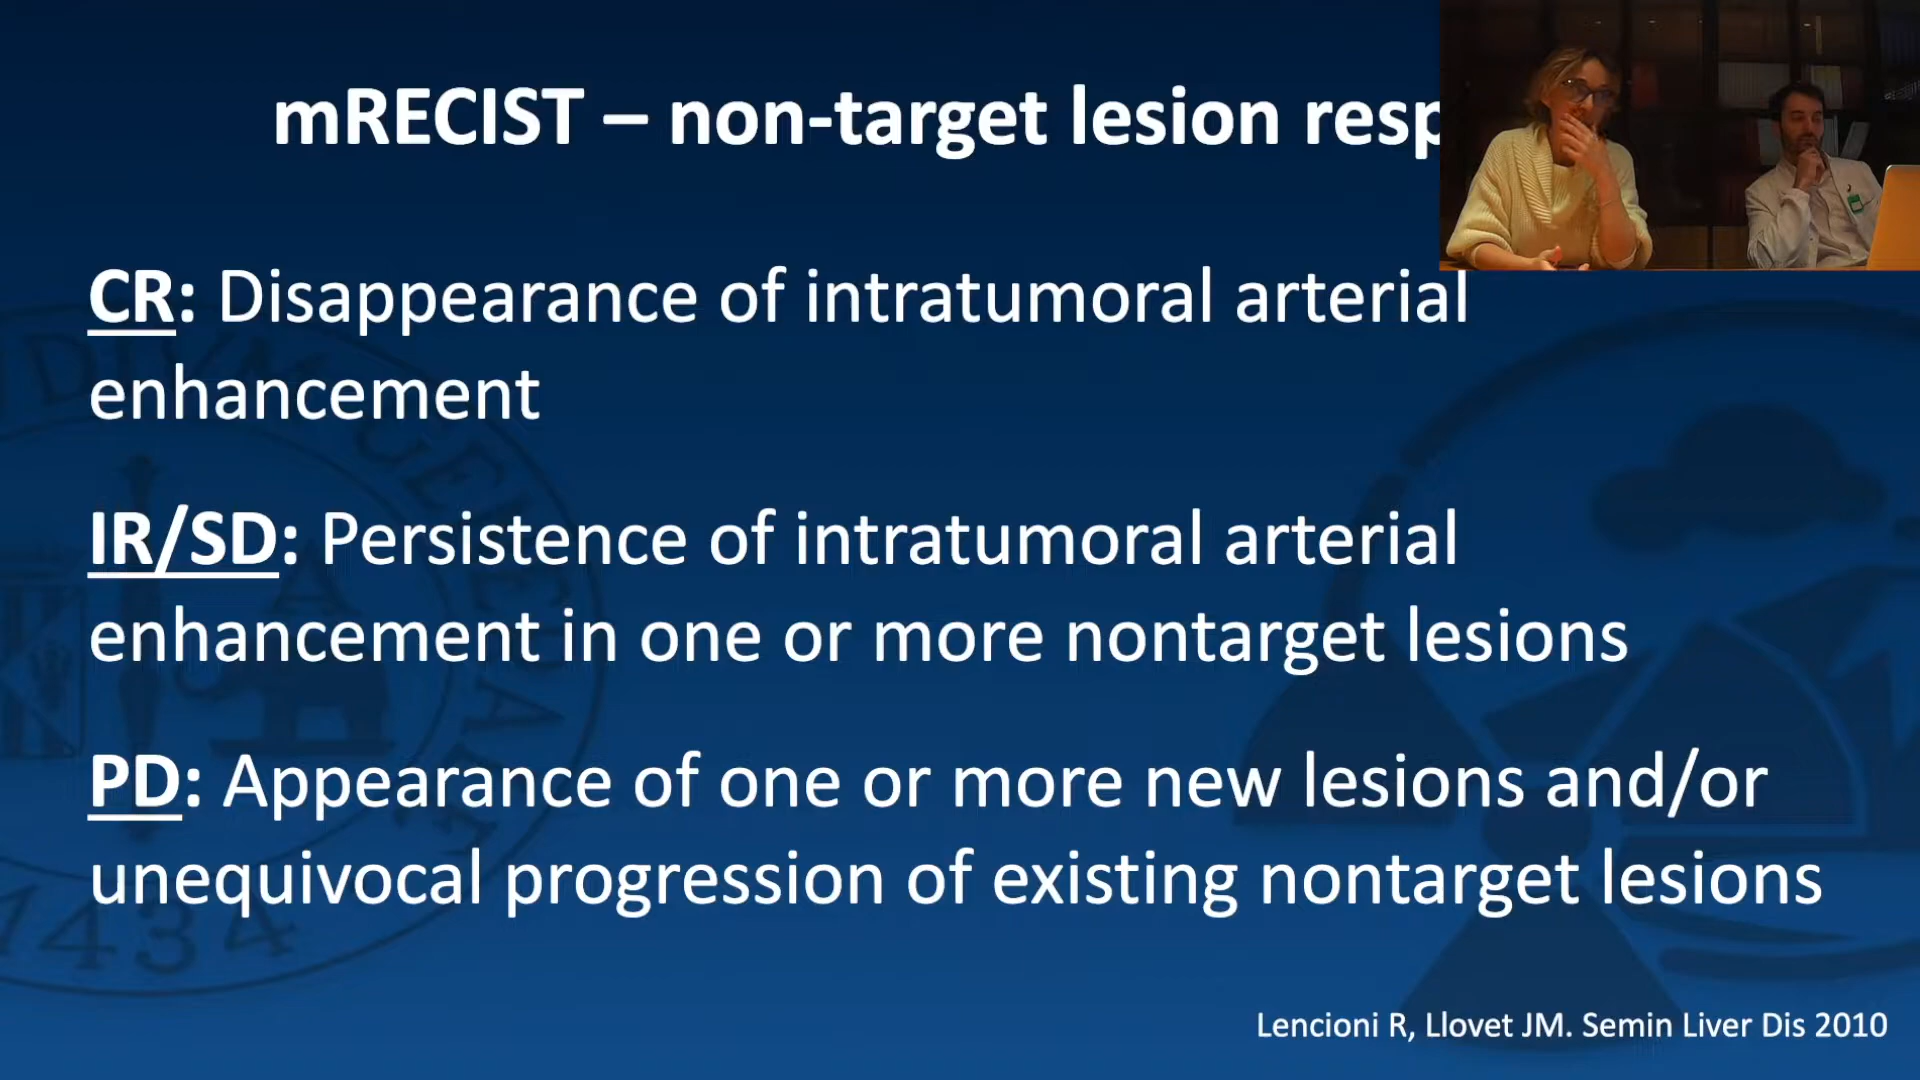 mRECIST – non-target lesion resp
CR: Disappearance of intratumoral arterial
enhancement
IR/SD: Persistence of intratumoral arterial
enhancement in one or more nontarget lesions
PD: Appearance of one or more new lesions and/or
unequivocal progression of existing nontarget lesions
1434
Lencioni R, Llovet JM. Semin Liver Dis 2010